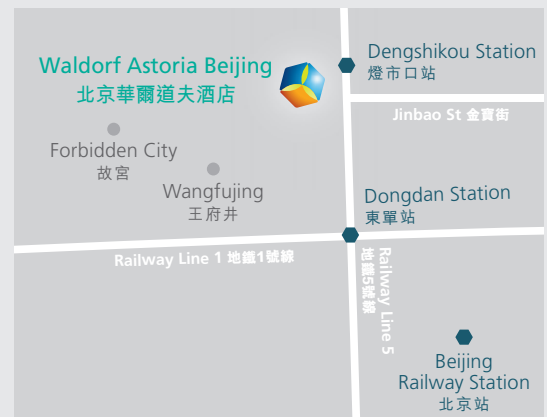 Waldorf Astoria Beijing
北京華爾道夫酒店
Dengshikou Station
燈市口站
Jinbao St 金寶街
Forbidden City
故宮
Wangfujing
王府井
Dongdan Station
東單站
Railway Line 1 地鐵1號線
Railway Line 5
地鐵5號線
Beijing
Railway Station
北京站